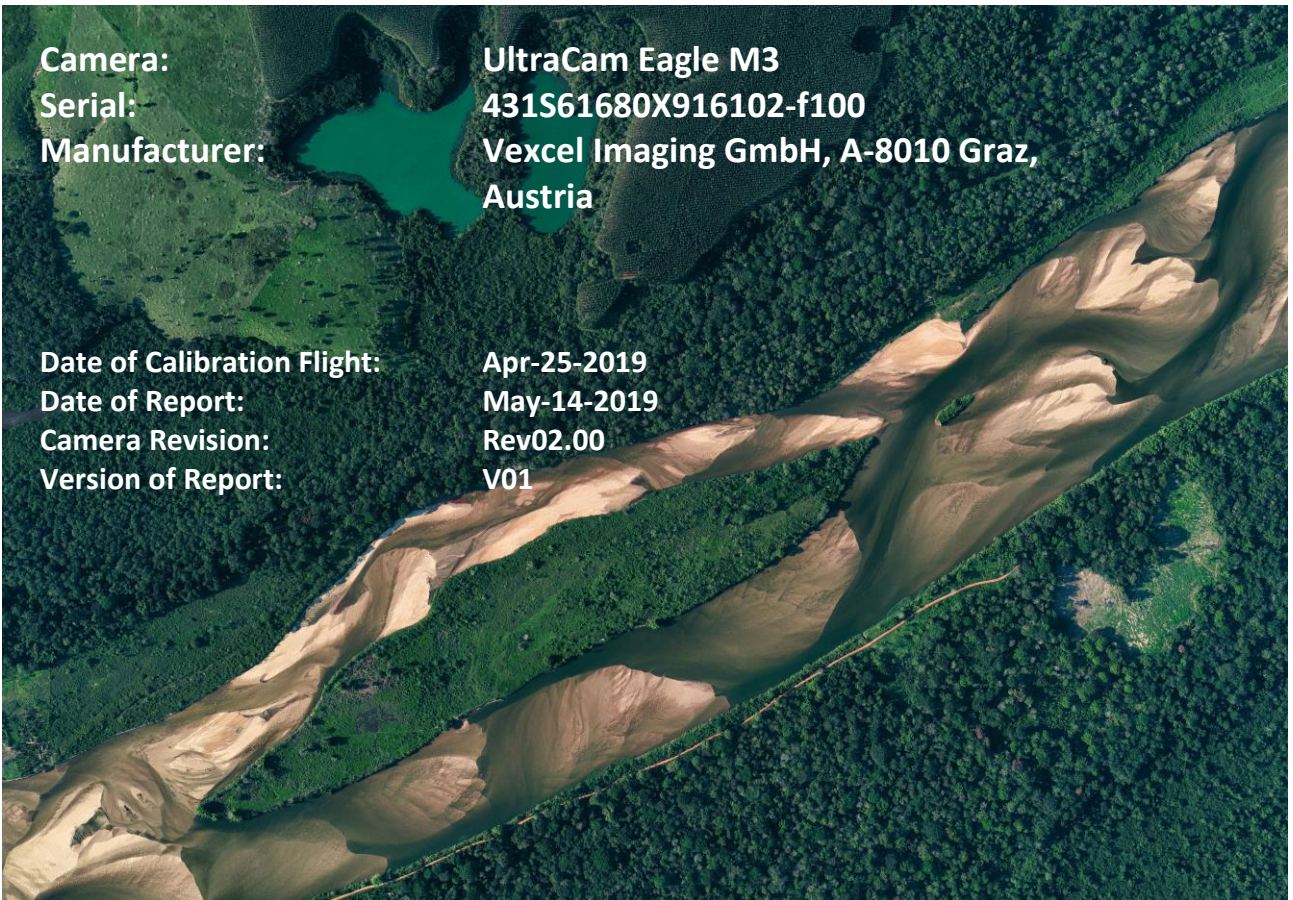 Camera: UltraCam Eagle M3
Serial: 431S61680X916102-f100
Manufacturer: Vexcel Imaging GmbH, A-8010 Graz,
Austria
Date of Calibration Flight: Apr-25-2019
Date of Report: May-14-2019
Camera Revision: Rev02.00
Version of Report: V01